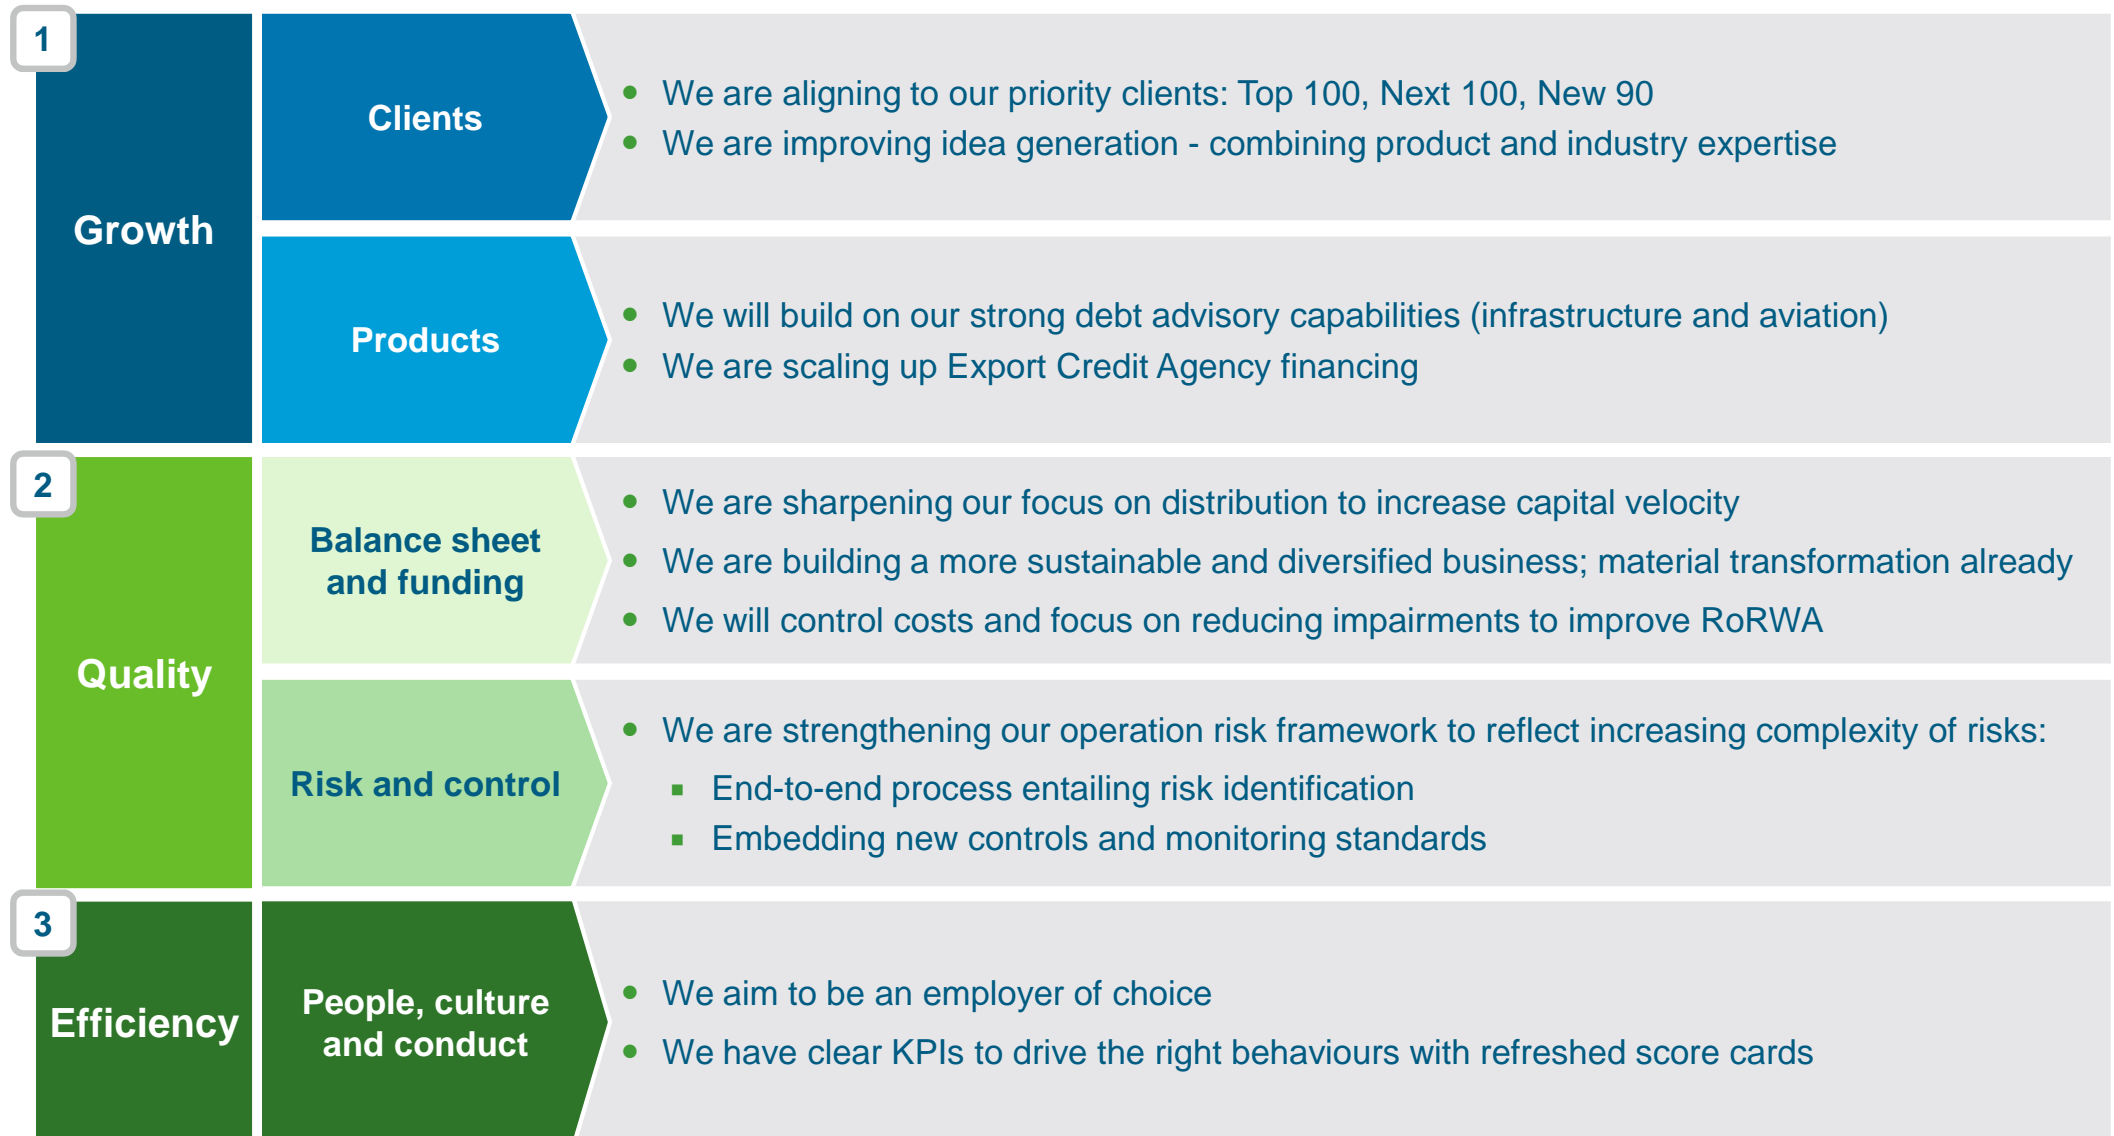 1
Growth
Clients
• We are aligning to our priority clients: Top 100, Next 100, New 90
• We are improving idea generation - combining product and industry expertise
Products
• We will build on our strong debt advisory capabilities (infrastructure and aviation)
• We are scaling up Export Credit Agency financing
2
Quality
Balance sheet
and funding
• We are sharpening our focus on distribution to increase capital velocity
• We are building a more sustainable and diversified business; material transformation already
• We will control costs and focus on reducing impairments to improve RoRWA
Risk and control
• We are strengthening our operation risk framework to reflect increasing complexity of risks:
▪ End-to-end process entailing risk identification
▪ Embedding new controls and monitoring standards
3
Efficiency
People, culture
and conduct
• We aim to be an employer of choice
• We have clear KPIs to drive the right behaviours with refreshed score cards